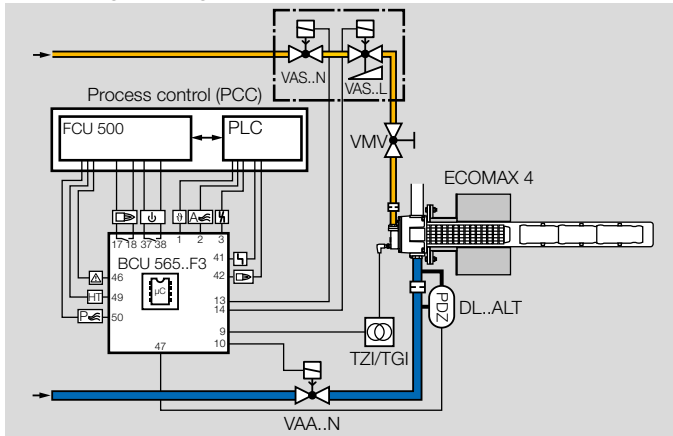 VAS..N
VAS..L
Process control (PCC)
FCU 500
PLC
VMV
ECOMAX 4
A
17 18 37 38 1 2 3
BCU 565..F3
µC
41
42
46
HT 49
P 50
13
14
9
10
47
PDZ
DL..ALT
TZI/TGI
VAA..N